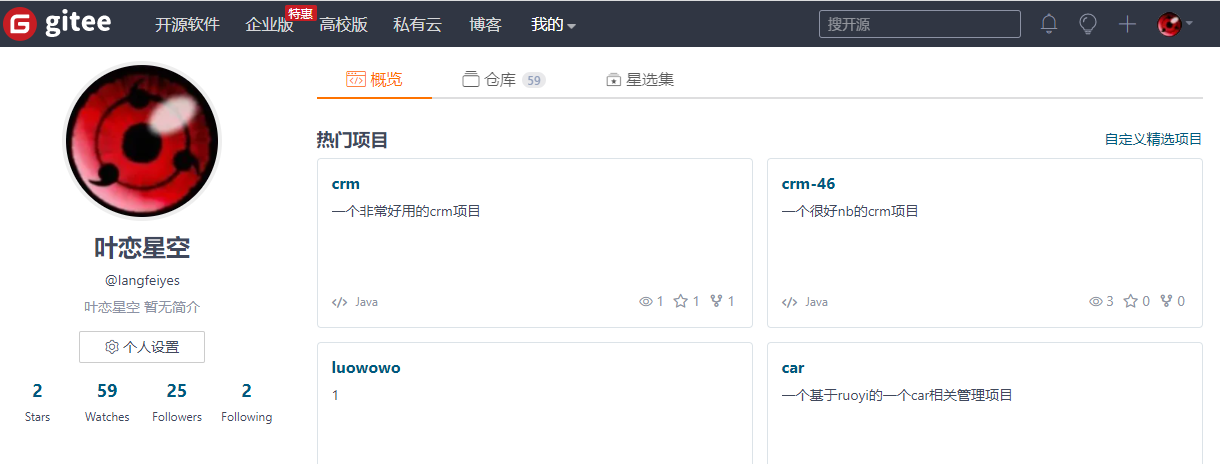 gitee 开源软件 企业版 特惠 高校版 私有云 博客 我的 搜开源
概览 仓库 59 星选集
热门项目 自定义精选项目
crm
一个非常好用的crm项目
Java 1 1 1
crm-46
一个很好nb的crm项目
Java 3 0 0
luowowo
1
car
一个基于ruoyi的一个car相关管理项目
叶恋星空
@langfeiyes
叶恋星空 暂无简介
个人设置
2 59 25 2
Stars Watches Followers Following